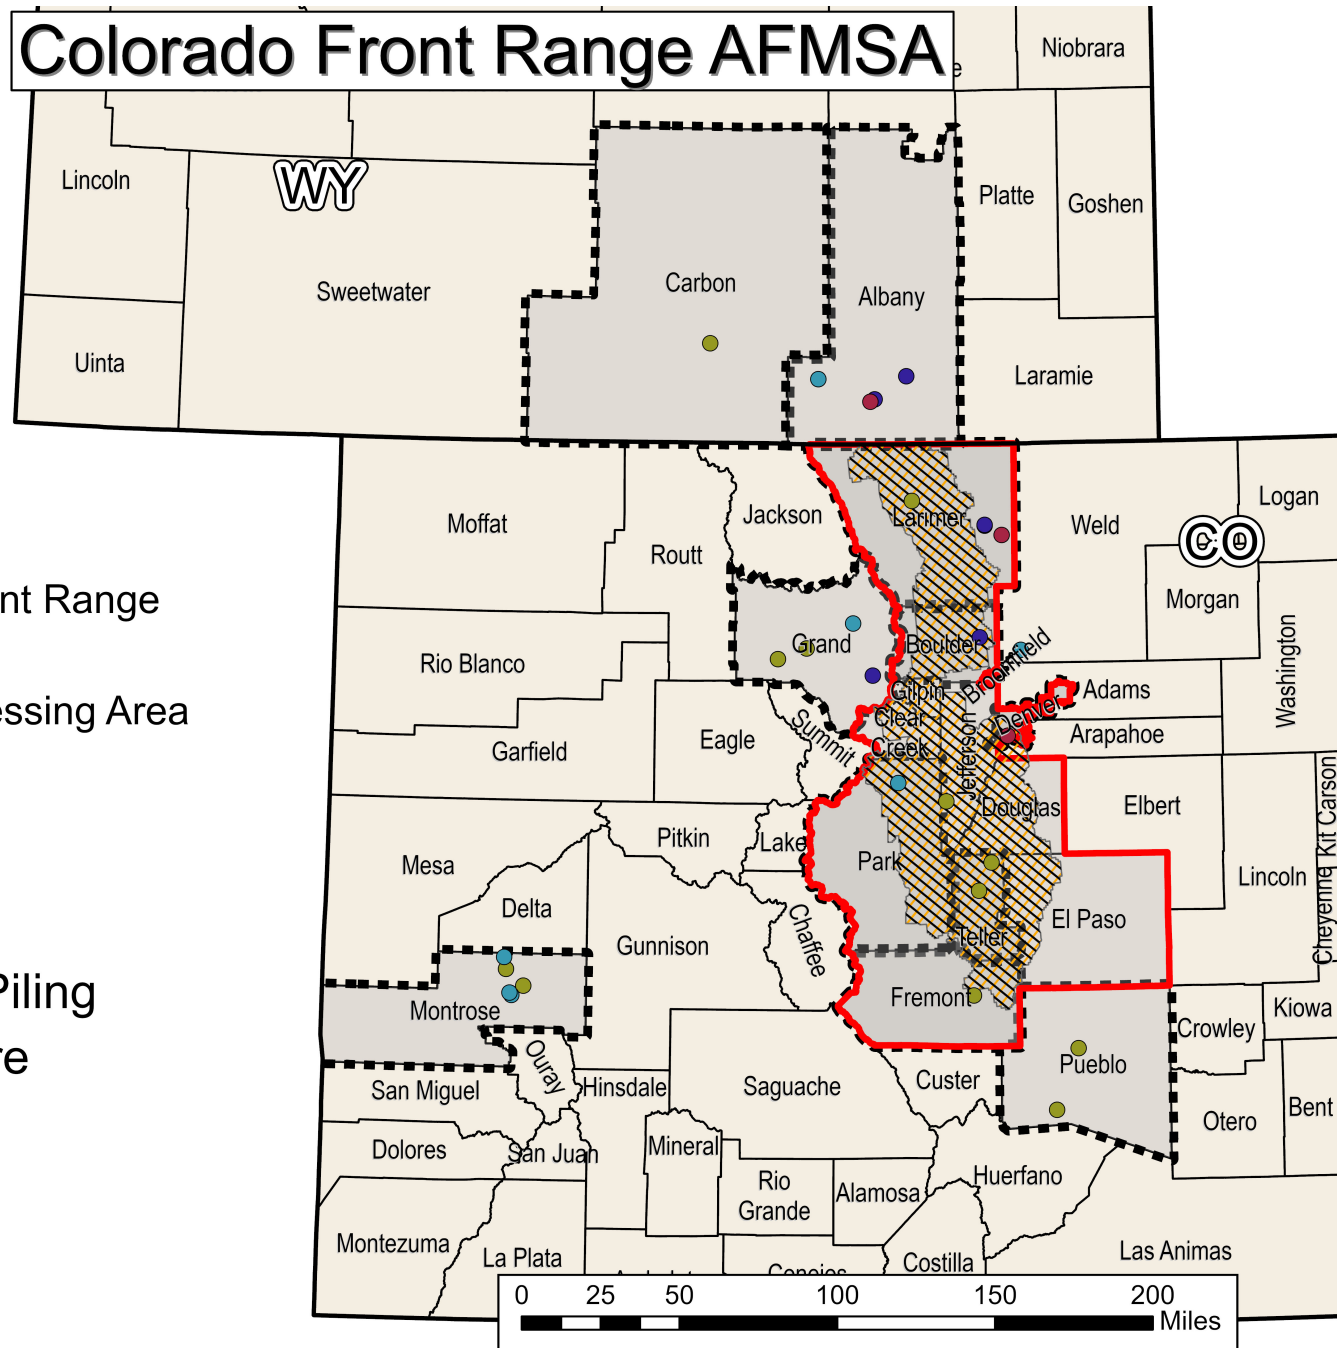 Colorado Front Range AFMSA
e
Niobrara
Lincoln
WY
Platte
Goshen
Carbon
Sweetwater
Albany
Uinta
Laramie
Logan
Jackson
Larimer
Moffat
Weld
CO
Routt
nt Range
Morgan
Washington
Grand
Boulder
Broomfield
Rio Blanco
Gilpin
Adams
essing Area
Clear
Creek
Denver
Summit
Eagle
Arapahoe
Garfield
Jefferson
Douglas
Elbert
Kit Carson
Pitkin
Lake
Park
Mesa
Lincoln
Delta
El Paso
Cheyenne
Chaffee
Gunnison
Teller
Piling
Fremont
Montrose
Kiowa
Crowley
re
Ouray
Pueblo
Hinsdale
Saguache
Custer
San Miguel
Bent
Otero
Mineral
Dolores
San Juan
Huerfano
Rio
Grande
Alamosa
Montezuma
La Plata
Las Animas
Costilla
0 25 50 100 150 200
Miles